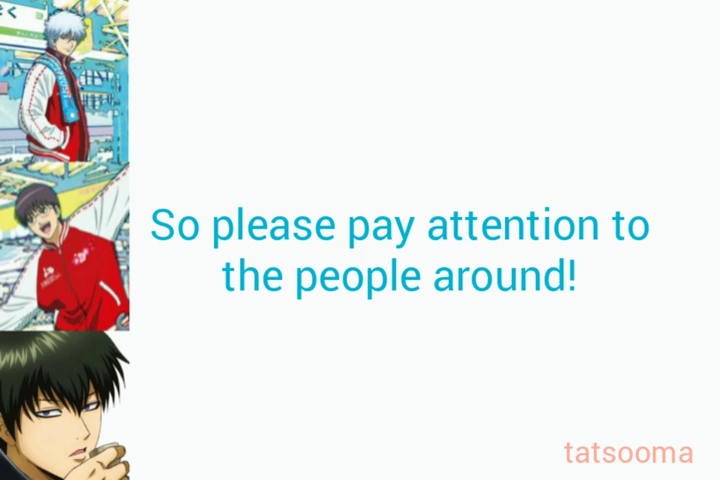 So please pay attention to
the people around!
tatsooma